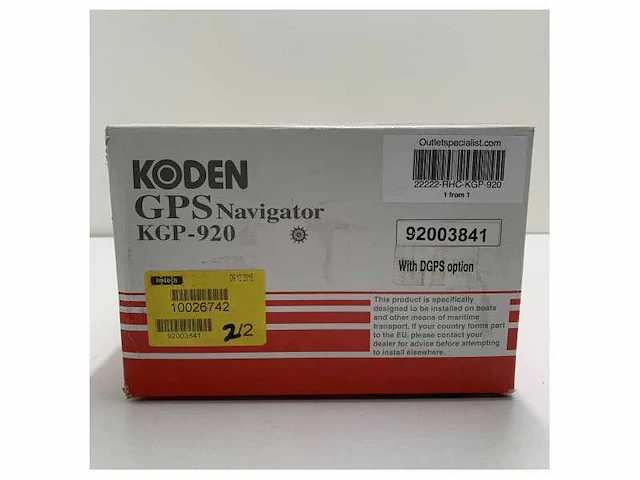 Outletspecialist.com
22222-RHC-KGP-920
1 from 1
KODEN
GPS Navigator
KGP-920
92003841
With DGPS option
10026742
92003841
2/2
This product is specifically
designed to be installed on boats
and other means of maritime
transport. If your country forms part
to the EU, please contact your
dealer for advice before attempting
to install elsewhere.